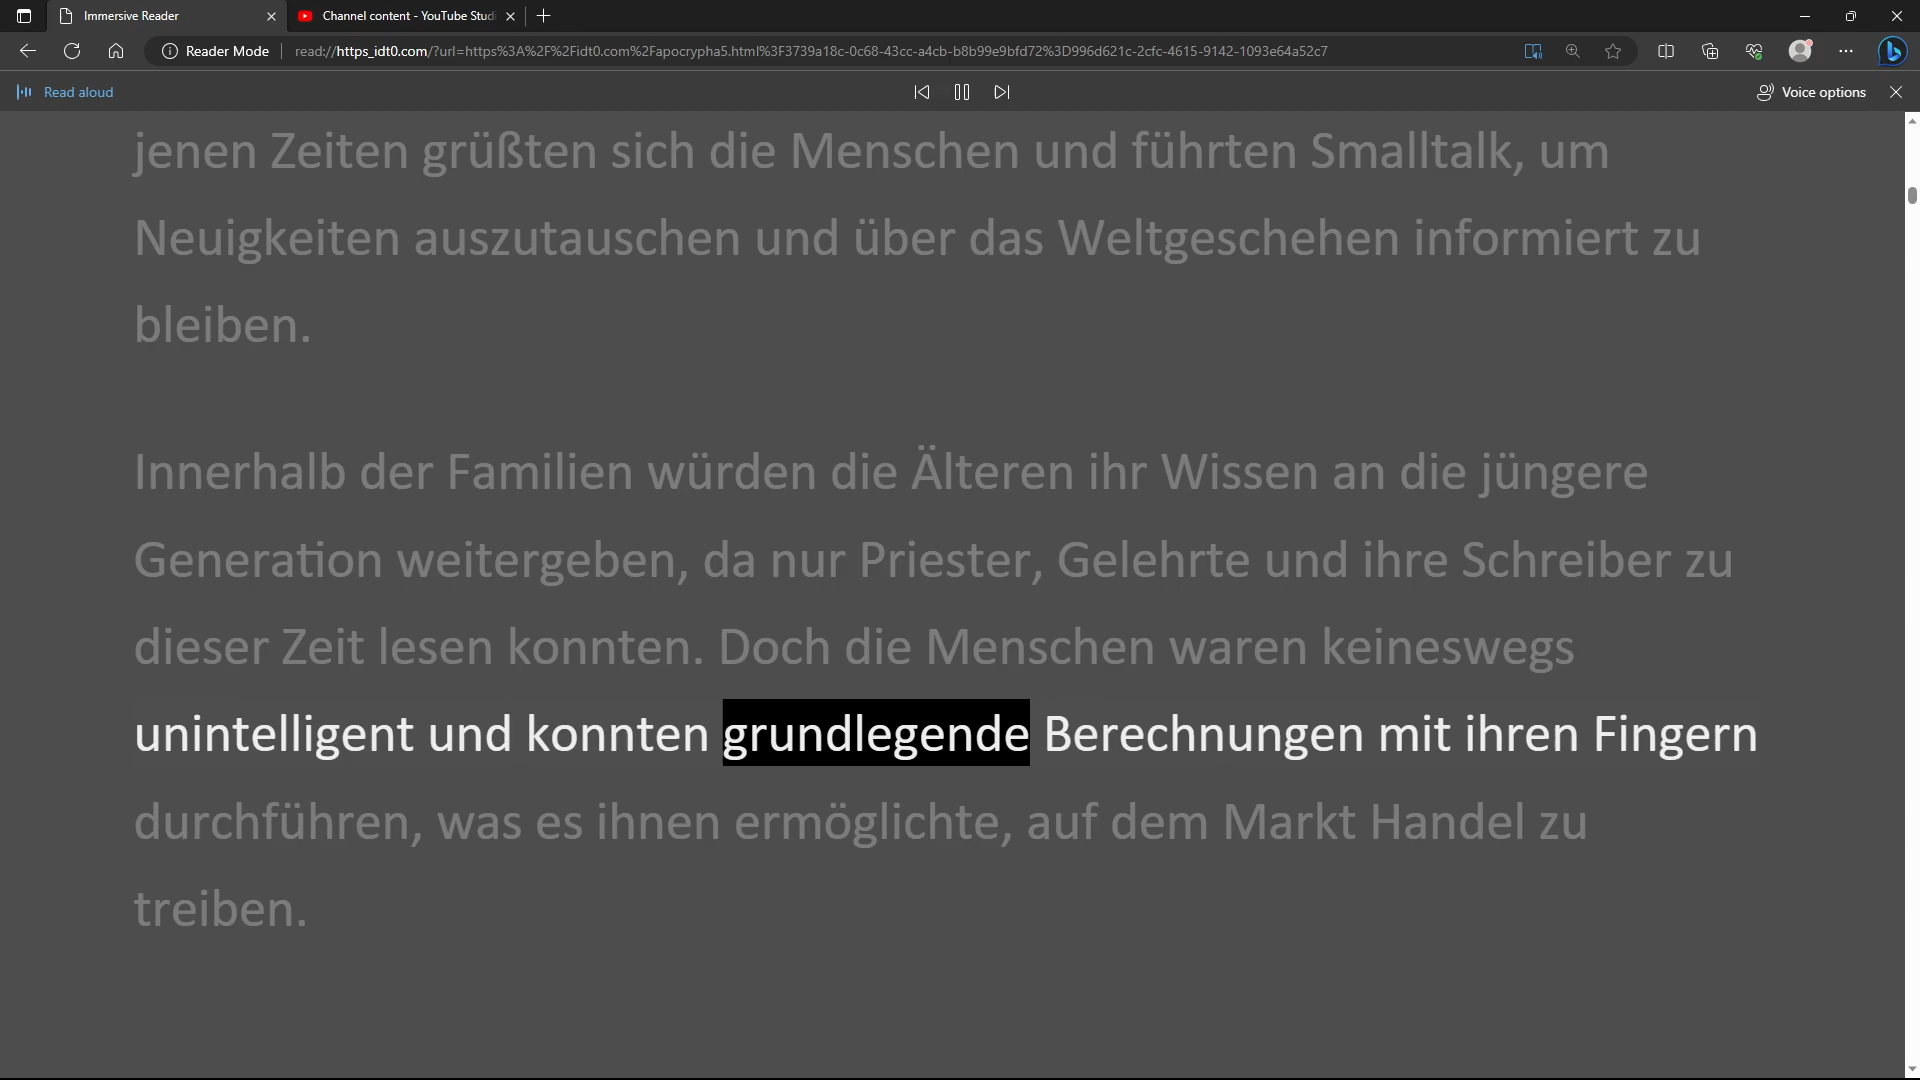 Immersive Reader
Channel content - YouTube Studi
Reader Mode
read://https_idt0.com/?url=https%3A%2F%2Fidt0.com%2Fapocrypha5.html%3F3739a18c-0c68-43cc-a4cb-b8b99e9bfd72%3D996d621c-2cfc-4615-9142-1093e64a52c7
Read aloud
Voice options
jenen Zeiten grüßten sich die Menschen und führten Smalltalk, um
Neuigkeiten auszutauschen und über das Weltgeschehen informiert zu
bleiben.
Innerhalb der Familien würden die Älteren ihr Wissen an die jüngere
Generation weitergeben, da nur Priester, Gelehrte und ihre Schreiber zu
dieser Zeit lesen konnten. Doch die Menschen waren keineswegs
unintelligent und konnten grundlegende Berechnungen mit ihren Fingern
durchführen, was es ihnen ermöglichte, auf dem Markt Handel zu
treiben.